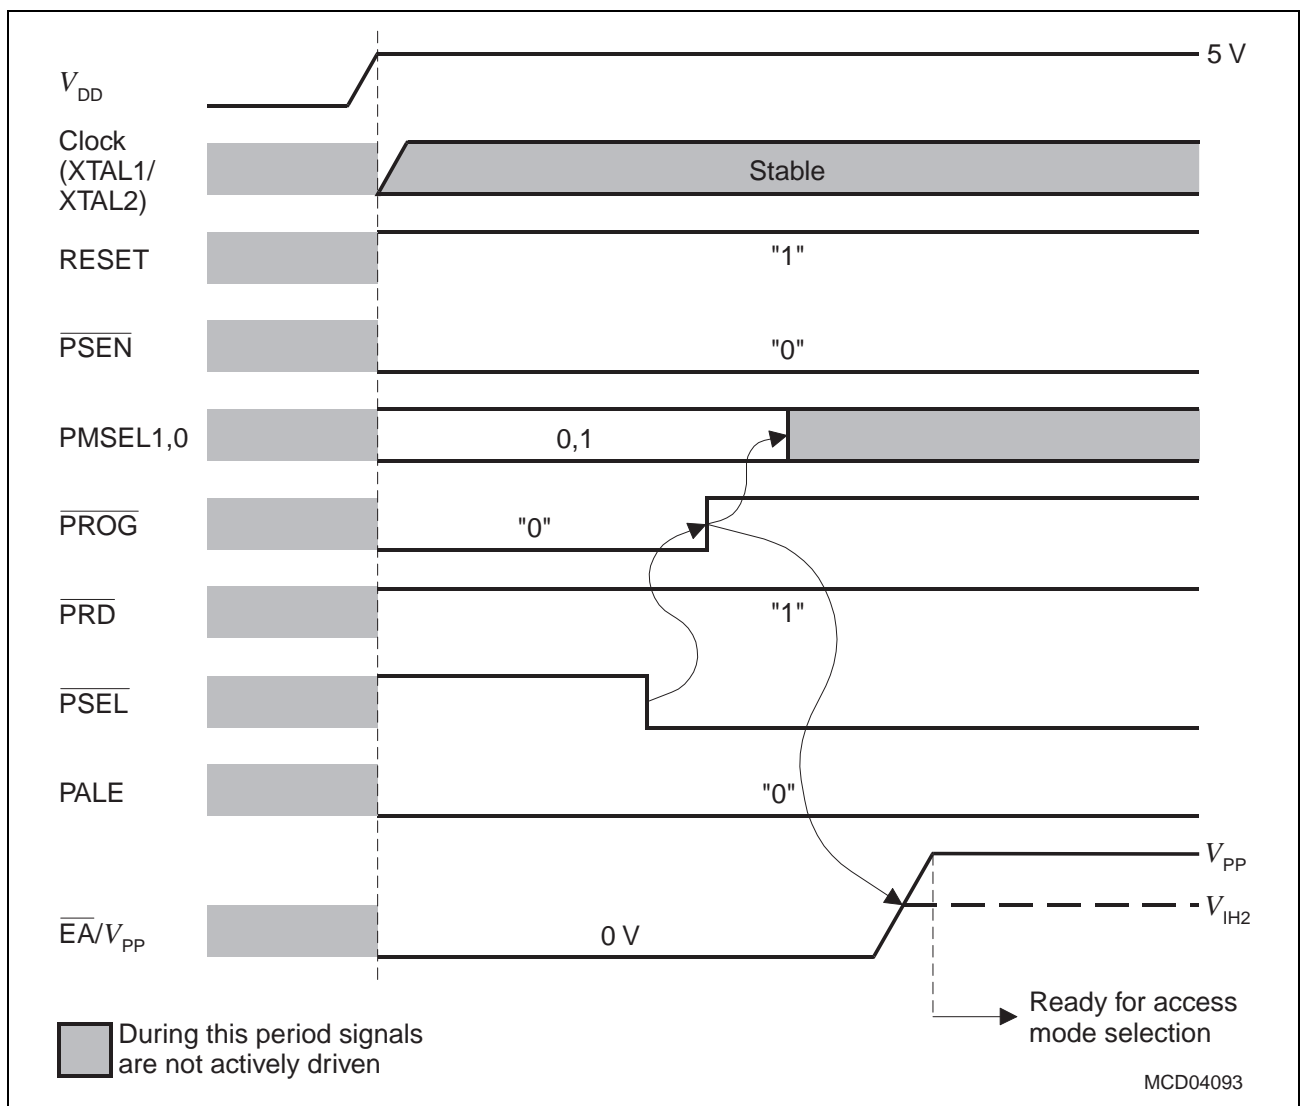 5 V
VDD
Clock
(XTAL1/
XTAL2)
Stable
RESET
"1"
PSEN
"0"
PMSEL1,0
0,1
PROG
"0"
PRD
"1"
PSEL
PALE
"0"
VPP
VIH2
EA/VPP
0 V
Ready for access
mode selection
During this period signals
are not actively driven
MCD04093